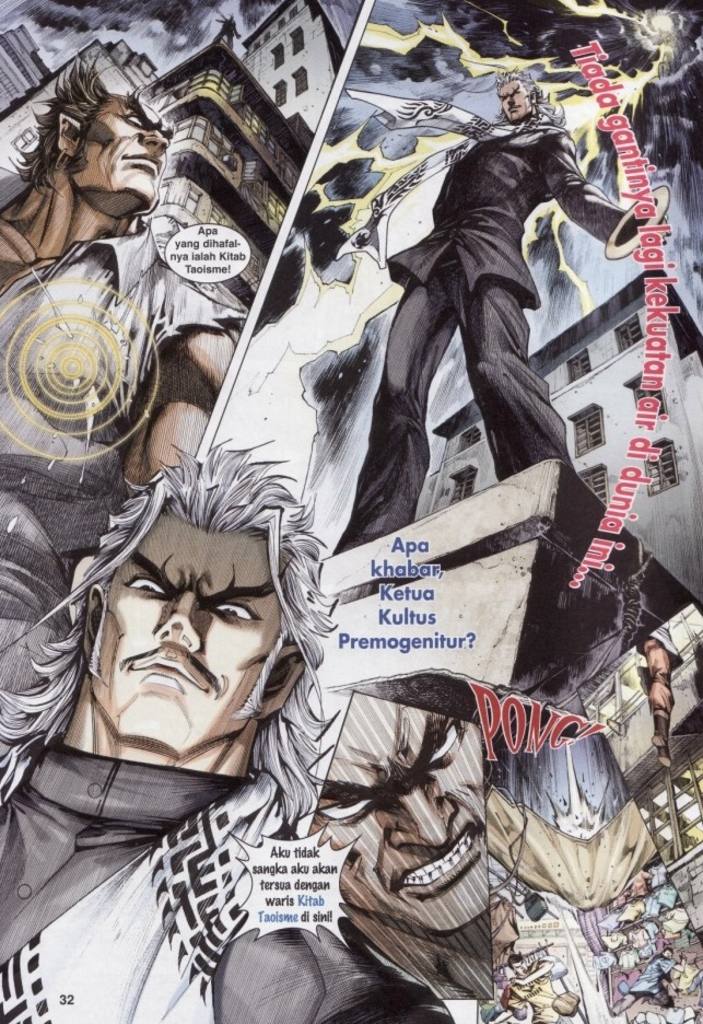 Apa
yang dihafal-
nya ialah Kitab
Taoisme!
Tiada gantinya lagi kekuatan air di dunia ini...
Apa
khabar,
Ketua
Kultus
Premogenitur?
PONG!
Aku tidak
sangka aku akan
tersua dengan
waris Kitab
Taoisme di sini!
32